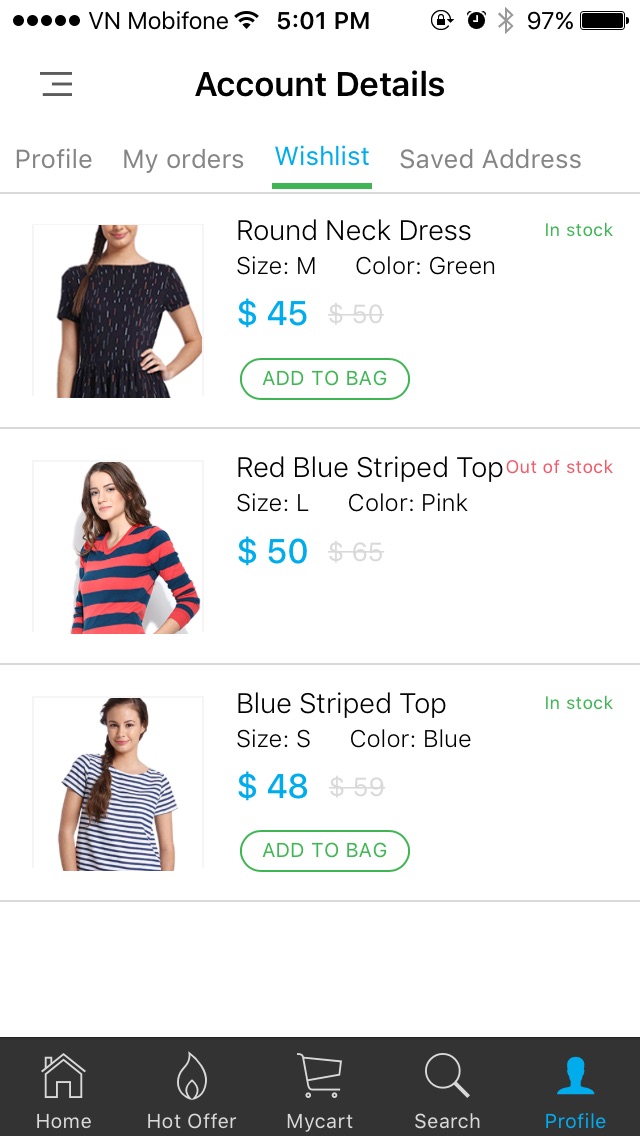 VN Mobifone 5:01 PM 97%
Account Details
Profile My orders Wishlist Saved Address
Round Neck Dress In stock
Size: M Color: Green
$ 45 $ 50
ADD TO BAG
Red Blue Striped Top Out of stock
Size: L Color: Pink
$ 50 $ 65
Blue Striped Top In stock
Size: S Color: Blue
$ 48 $ 59
ADD TO BAG
Home Hot Offer Mycart Search Profile